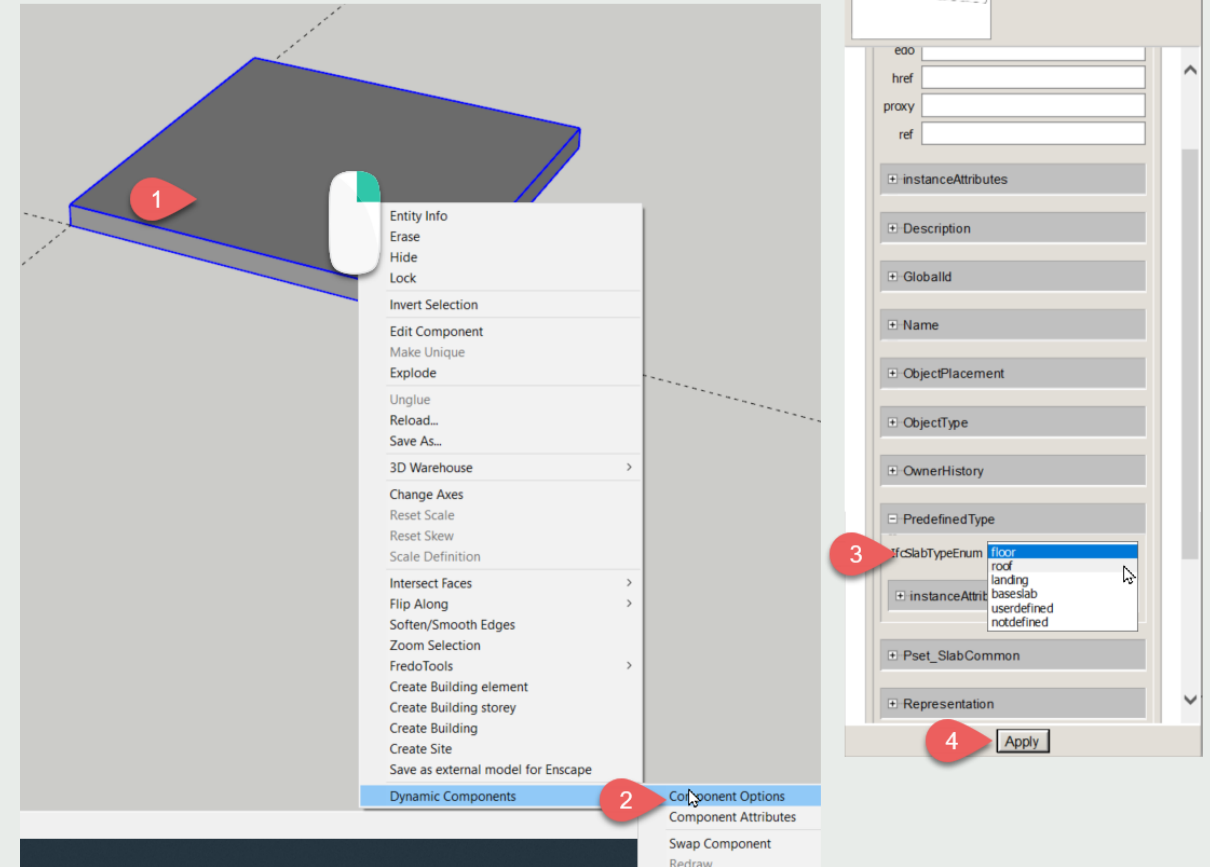 1
Entity Info
Erase
Hide
Lock
Invert Selection
Edit Component
Make Unique
Explode
Unglue
Reload...
Save As...
3D Warehouse
Change Axes
Reset Scale
Reset Skew
Scale Definition
Intersect Faces
Flip Along
Soften/Smooth Edges
Zoom Selection
FredoTools
Create Building element
Create Building storey
Create Building
Create Site
Save as external model for Enscape
Dynamic Components
2
Component Options
Component Attributes
Swap Component
Redraw
edo
href
proxy
ref
instanceAttributes
Description
GlobalId
Name
ObjectPlacement
ObjectType
OwnerHistory
PredefinedType
3
IfcSlabTypeEnum
floor
roof
landing
baseslab
userdefined
notdefined
instanceAttrib
Pset_SlabCommon
Representation
4
Apply